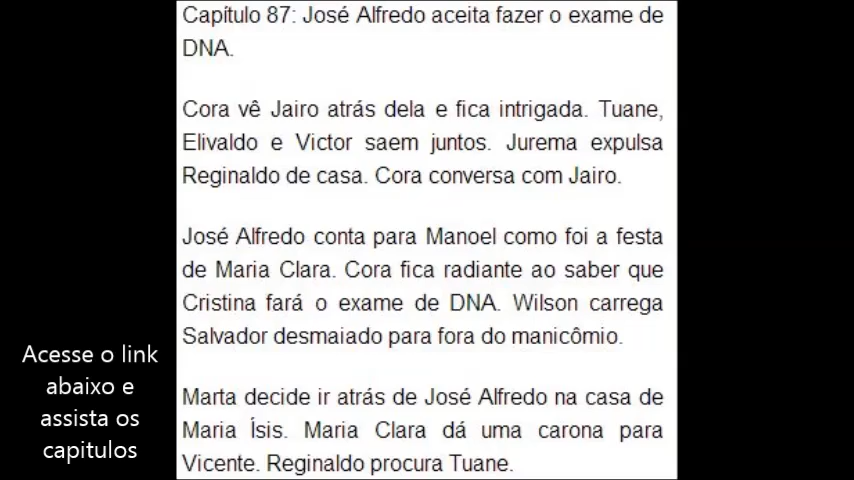 Capítulo 87: José Alfredo aceita fazer o exame de
DNA.
Cora vê Jairo atrás dela e fica intrigada. Tuane,
Elivaldo e Victor saem juntos. Jurema expulsa
Reginaldo de casa. Cora conversa com Jairo.
José Alfredo conta para Manoel como foi a festa
de Maria Clara. Cora fica radiante ao saber que
Cristina fará o exame de DNA. Wilson carrega
Salvador desmaiado para fora do manicômio.
Marta decide ir atrás de José Alfredo na casa de
Maria Ísis. Maria Clara dá uma carona para
Vicente. Reginaldo procura Tuane.
Acesse o link
abaixo e
assista os
capitulos